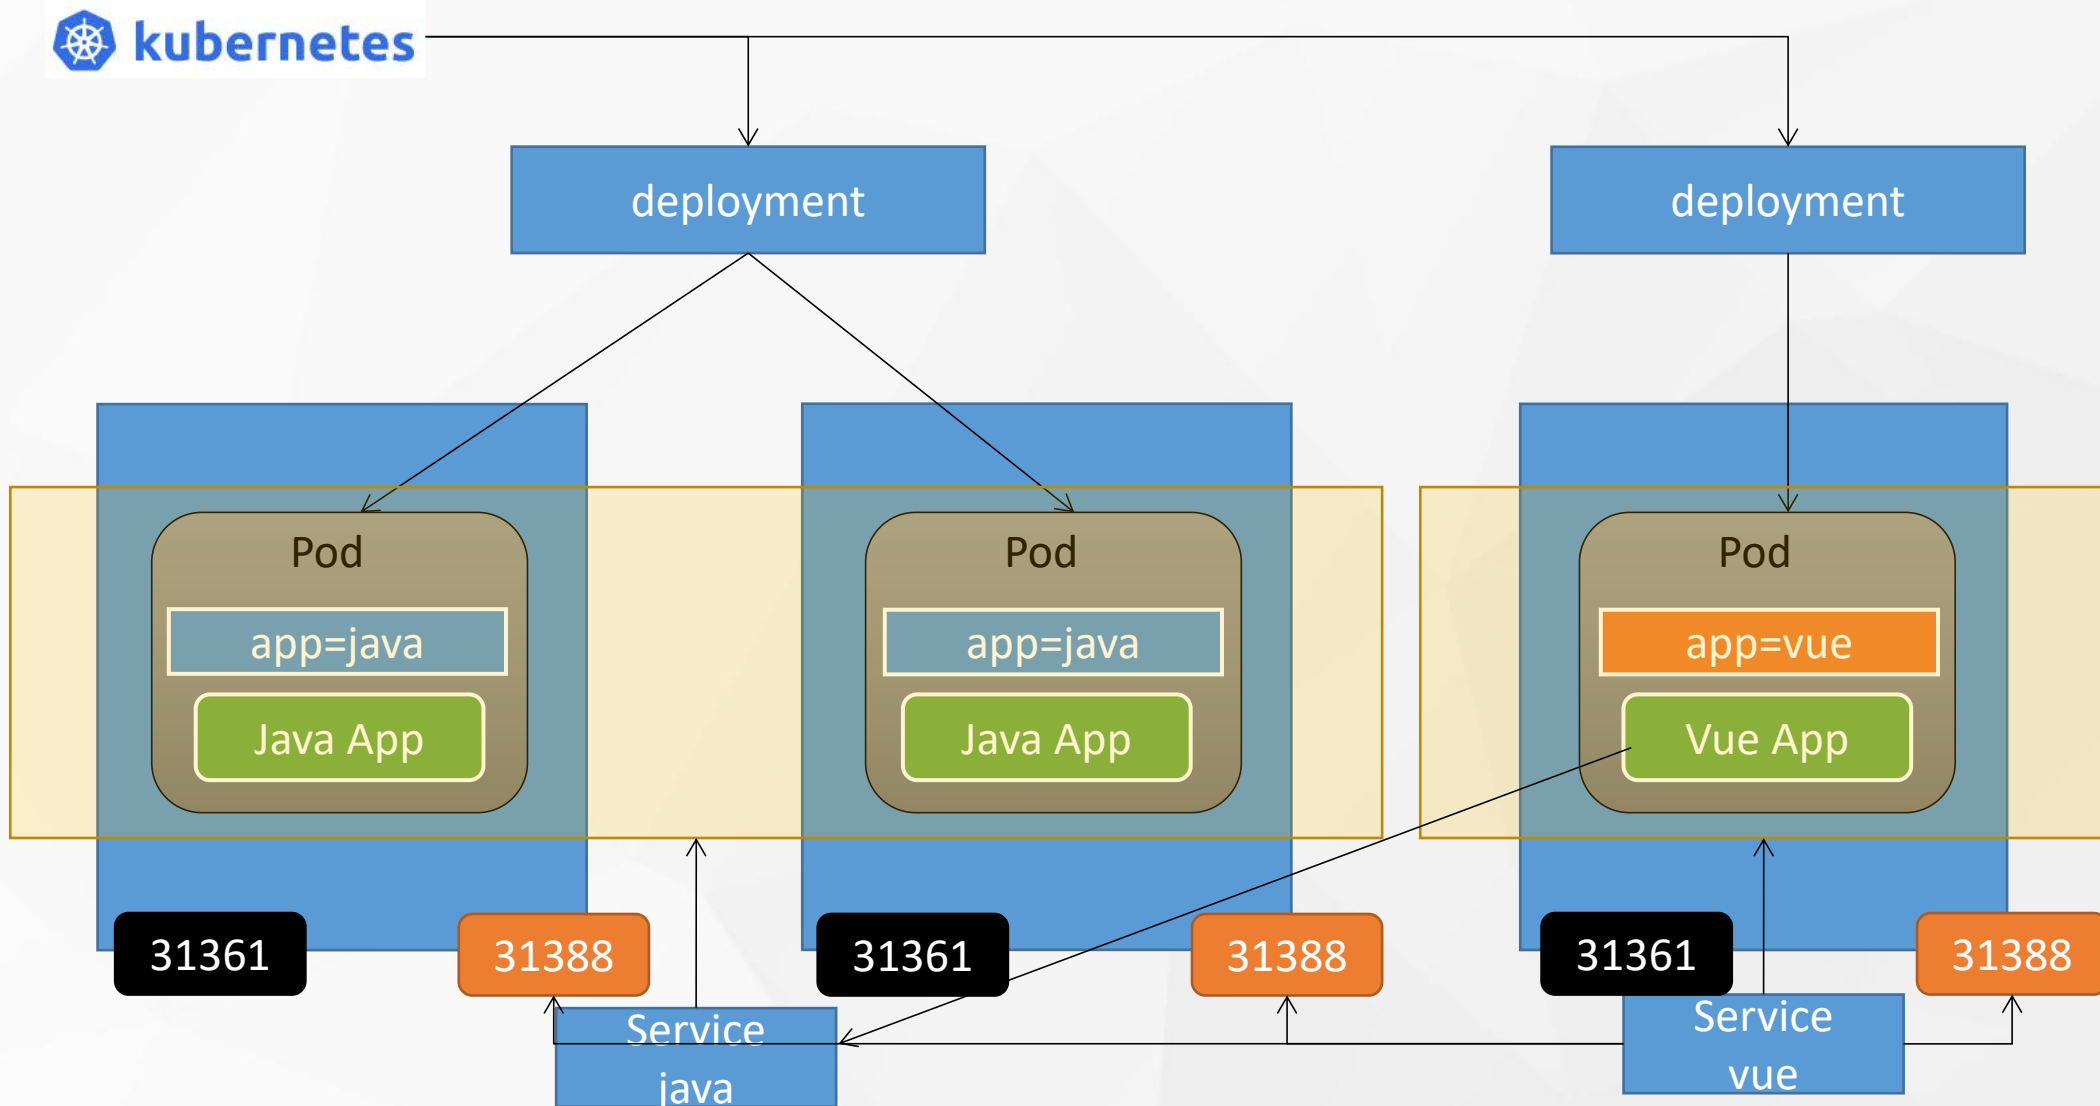 kubernetes
deployment
deployment
Pod
Pod
Pod
app=java
app=java
app=vue
Java App
Java App
Vue App
31361
31388
31361
31388
31361
31388
Service
java
Service
vue